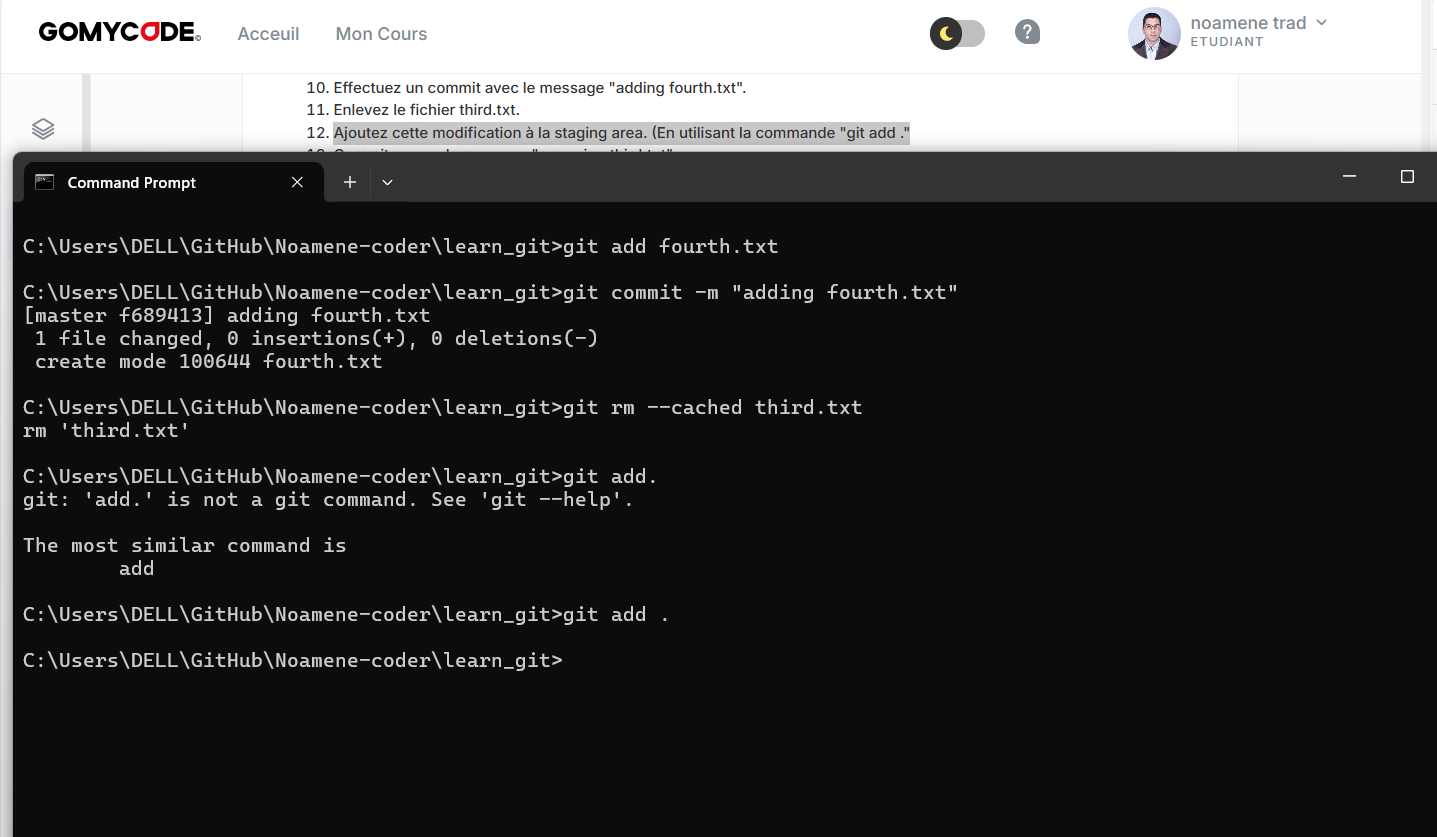 GOMYCODE©
Acceuil
Mon Cours
?
noamene trad
ETUDIANT
10. Effectuez un commit avec le message "adding fourth.txt".
11. Enlevez le fichier third.txt.
12. Ajoutez cette modification à la staging area. (En utilisant la commande "git add ."
Command Prompt
C:\Users\DELL\GitHub\Noamene-coder\learn_git>git add fourth.txt
C:\Users\DELL\GitHub\Noamene-coder\learn_git>git commit -m "adding fourth.txt"
[master f689413] adding fourth.txt
1 file changed, 0 insertions(+), 0 deletions(-)
create mode 100644 fourth.txt
C:\Users\DELL\GitHub\Noamene-coder\learn_git>git rm --cached third.txt
rm 'third.txt'
C:\Users\DELL\GitHub\Noamene-coder\learn_git>git add.
git: 'add.' is not a git command. See 'git --help'.
The most similar command is
add
C:\Users\DELL\GitHub\Noamene-coder\learn_git>git add .
C:\Users\DELL\GitHub\Noamene-coder\learn_git>